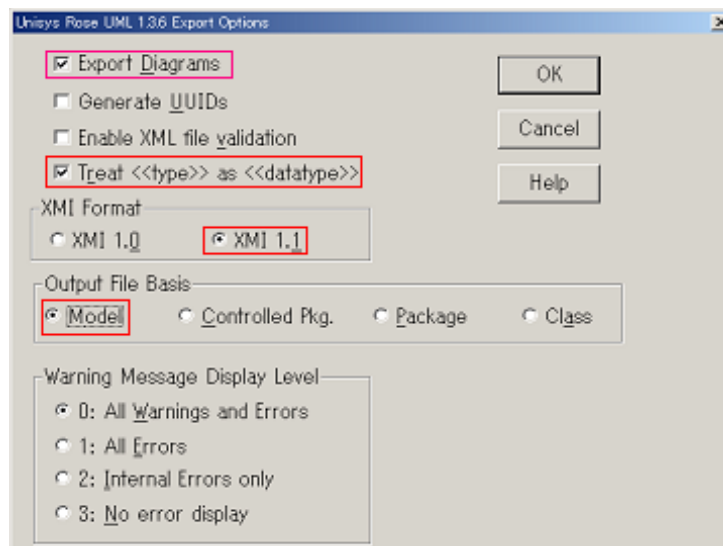 Unisys Rose UML 1.3.6 Export Options
Export Diagrams
OK
Generate UUIDs
Enable XML file validation
Cancel
Treat <<type>> as <<datatype>>
Help
XMI Format
XMI 1.0 XMI 1.1
Output File Basis
Model Controlled Pkg. Package Class
Warning Message Display Level
0: All Warnings and Errors
1: All Errors
2: Internal Errors only
3: No error display